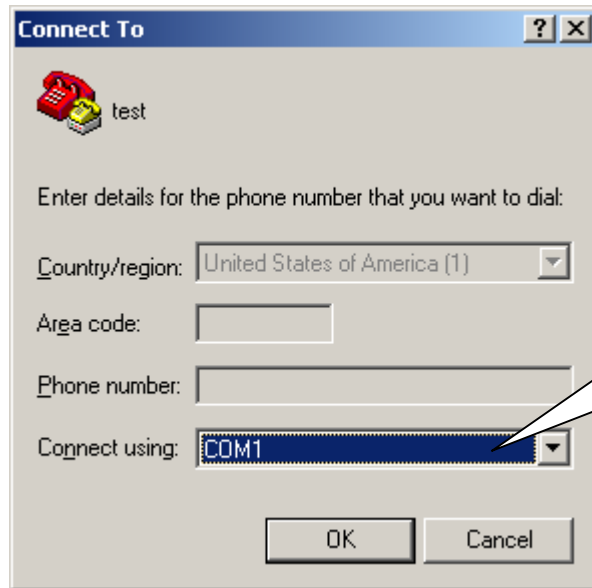 Connect To
test
Enter details for the phone number that you want to dial:
Country/region: United States of America (1)
Area code:
Phone number:
Connect using: COM1
OK Cancel